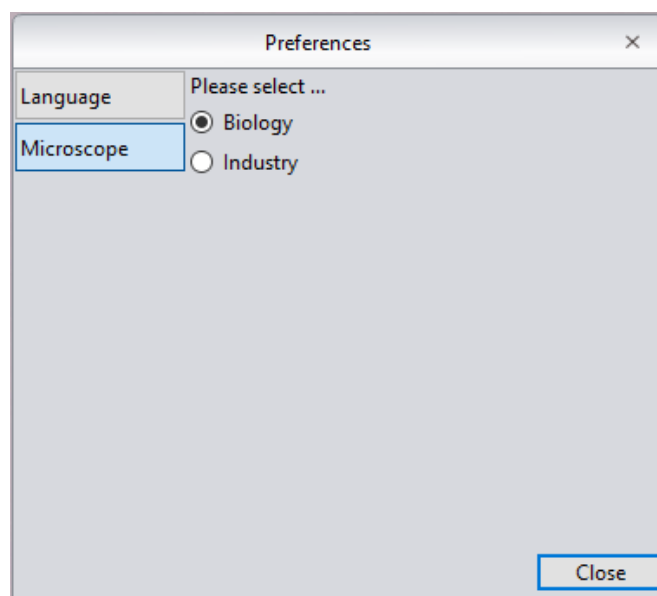 Preferences
Language
Microscope
Please select ...
Biology
Industry
Close